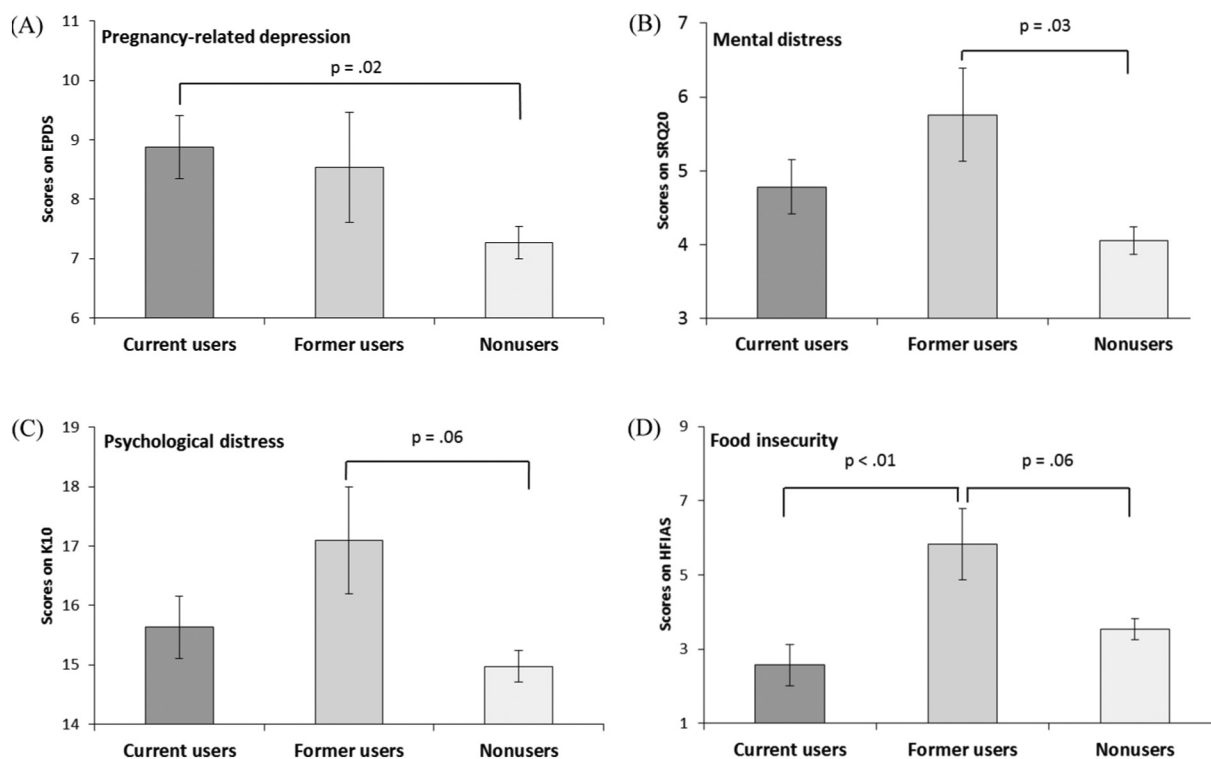 (A)
Pregnancy-related depression
p = .02
Scores on EPDS
11
10
9
8
7
6
Current users
Former users
Nonusers
(B)
Mental distress
p = .03
Scores on SRQ20
7
6
5
4
3
Current users
Former users
Nonusers
(C)
Psychological distress
p = .06
Scores on K10
19
18
17
16
15
14
Current users
Former users
Nonusers
(D)
Food insecurity
p < .01
p = .06
Scores on HFIAS
9
7
5
3
1
Current users
Former users
Nonusers